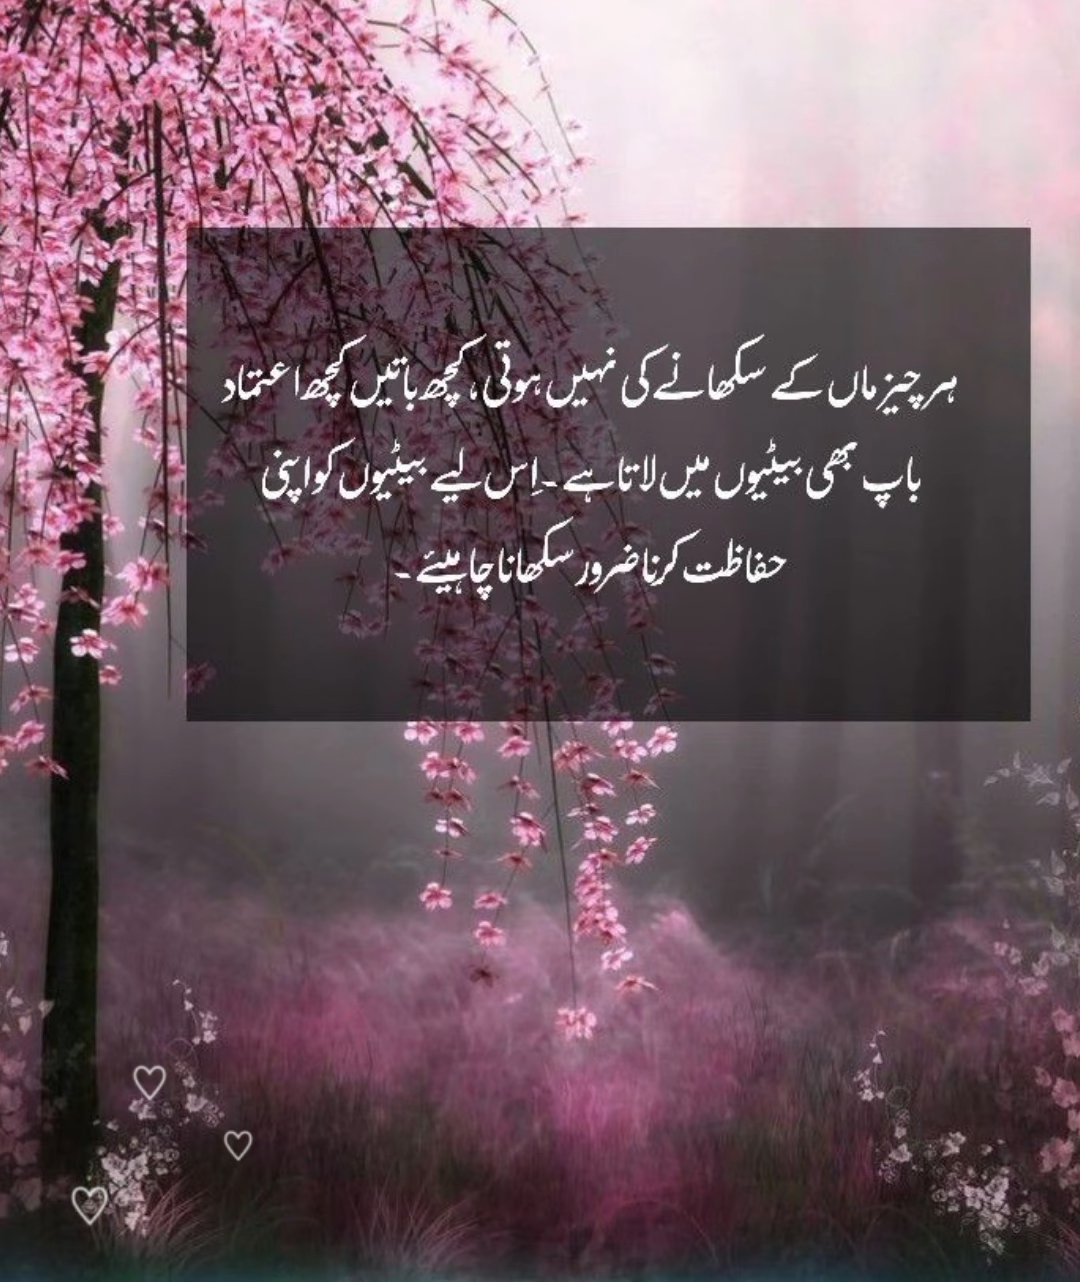 ہر چیز ماں کے سکھانے کی نہیں ہوتی، کچھ باتیں کچھ اعتماد
باپ بھی بیٹیوں میں لاتا ہے ۔ اِس لیے بیٹیوں کو اپنی
حفاظت کرنا ضرور سکھانا چاہیئے ۔